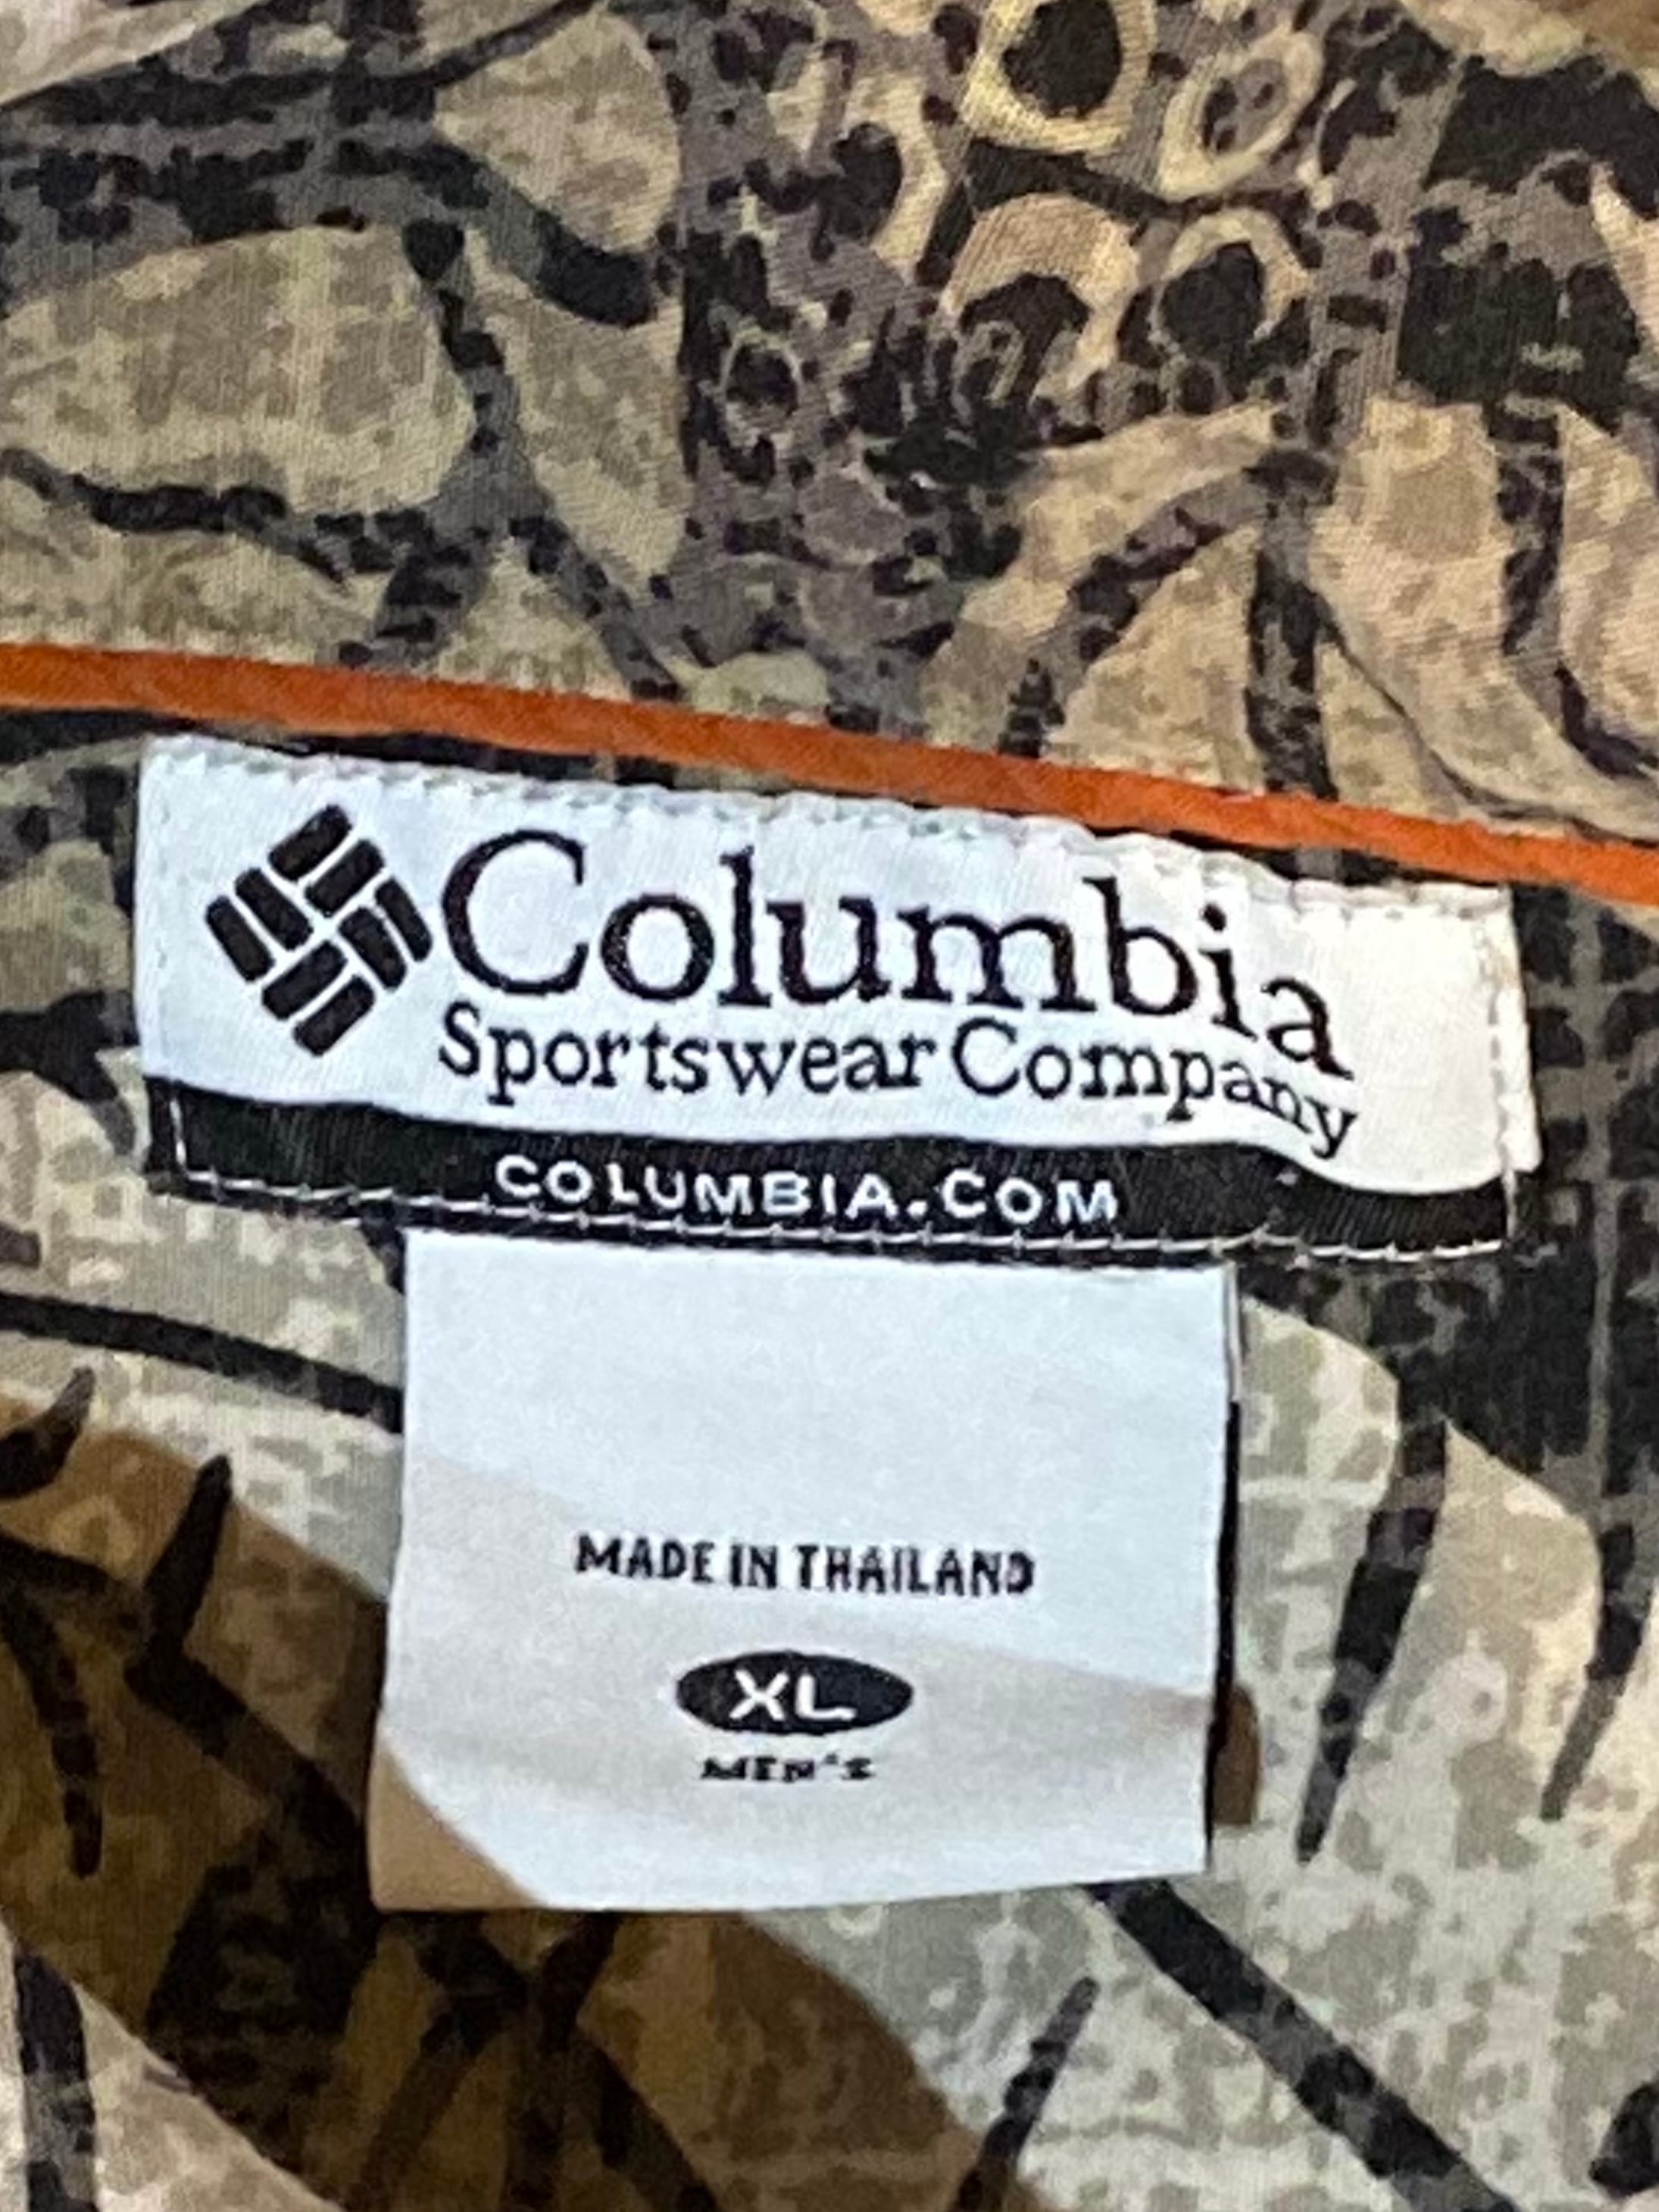 Columbia
Sportswear Company
COLUMBIA.COM
MADE IN THAILAND
XL
MEN'S